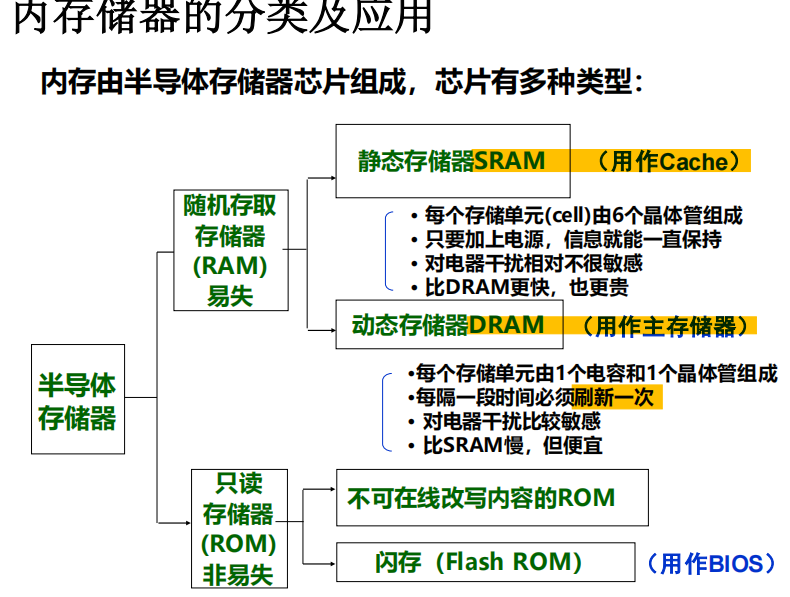 内存储器的分类及应用
内存由半导体存储器芯片组成，芯片有多种类型：
静态存储器SRAM （用作Cache）
随机存取
存储器
(RAM)
易失
• 每个存储单元(cell)由6个晶体管组成
• 只要加上电源，信息就能一直保持
• 对电器干扰相对不很敏感
• 比DRAM更快，也更贵
动态存储器DRAM （用作主存储器）
半导体
存储器
•每个存储单元由1个电容和1个晶体管组成
•每隔一段时间必须刷新一次
• 对电器干扰比较敏感
• 比SRAM慢，但便宜
只读
存储器
(ROM)
非易失
不可在线改写内容的ROM
闪存（Flash ROM） （用作BIOS）